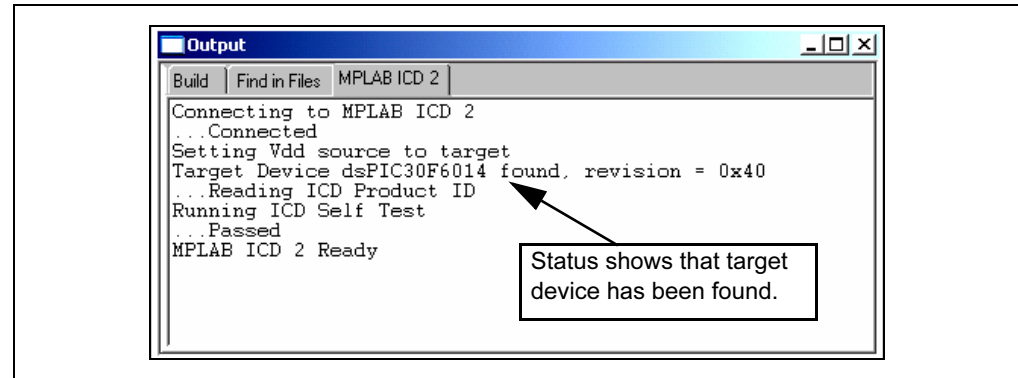 Output
Build Find in Files MPLAB ICD 2
Connecting to MPLAB ICD 2
...Connected
Setting Vdd source to target
Target Device dsPIC30F6014 found, revision = 0x40
...Reading ICD Product ID
Running ICD Self Test
...Passed
MPLAB ICD 2 Ready
Status shows that target
device has been found.